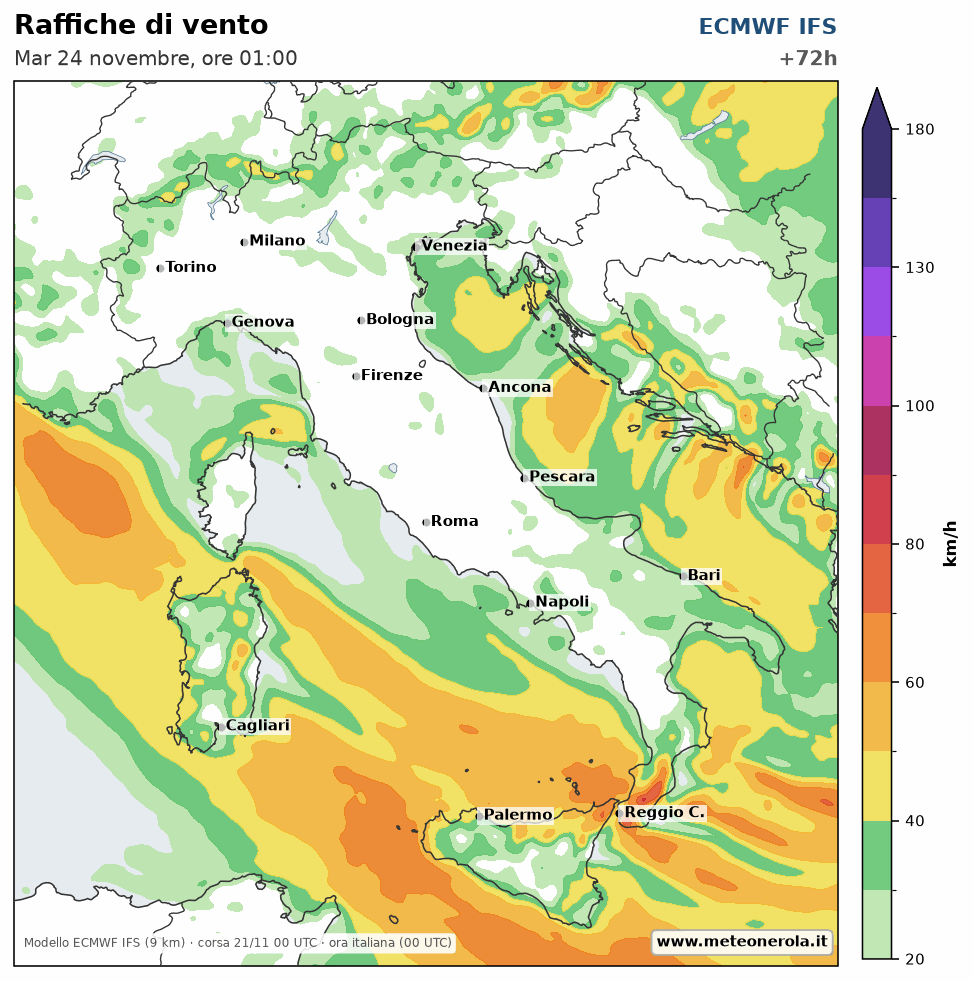 Raffiche di vento
ECMWF IFS
Mar 24 novembre, ore 01:00
+72h
180
Milano
Venezia
Torino
130
Genova
Bologna
Firenze
Ancona
100
Pescara
Roma
80
km/h
Bari
Napoli
60
Cagliari
Palermo
Reggio C.
40
Modello ECMWF IFS (9 km) · corsa 21/11 00 UTC · ora italiana (00 UTC)
www.meteonerola.it
20